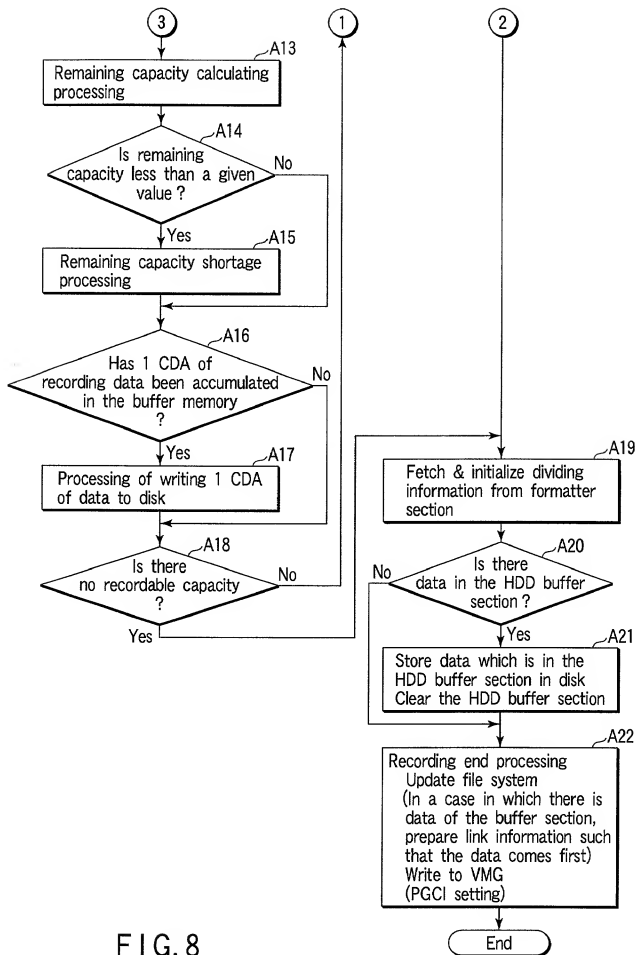 3
1
2
A13
Remaining capacity calculating
processing
A14
Is remaining
capacity less than a given
value ?
No
Yes
A15
Remaining capacity shortage
processing
A16
Has 1 CDA of
recording data been accumulated
in the buffer memory
?
No
Yes
A17
Processing of writing 1 CDA
of data to disk
A18
Is there
no recordable capacity
?
No
Yes
A19
Fetch & initialize dividing
information from formatter
section
A20
Is there
data in the HDD buffer
section ?
No
Yes
A21
Store data which is in the
HDD buffer section in disk
Clear the HDD buffer section
A22
Recording end processing
Update file system
(In a case in which there is
data of the buffer section,
prepare link information such
that the data comes first)
Write to VMG
(PGCI setting)
End
FIG. 8